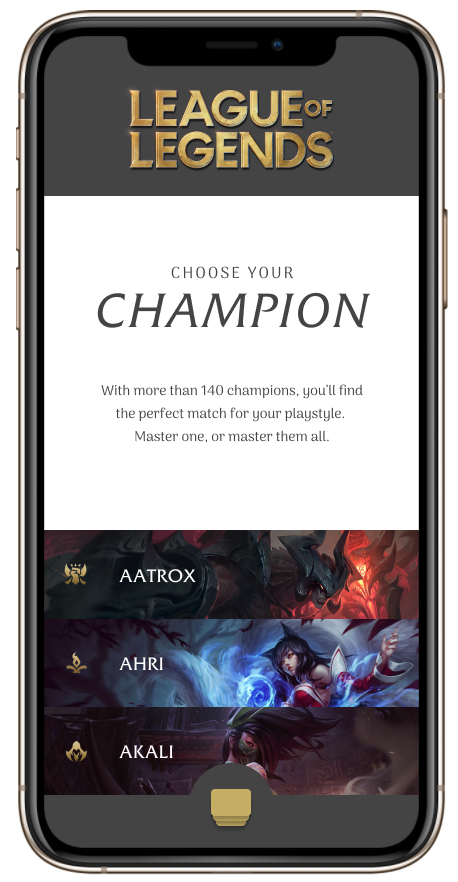 LEAGUE OF
LEGENDS
CHOOSE YOUR
CHAMPION
With more than 140 champions, you'll find
the perfect match for your playstyle.
Master one, or master them all.
AATROX
AHRI
AKALI